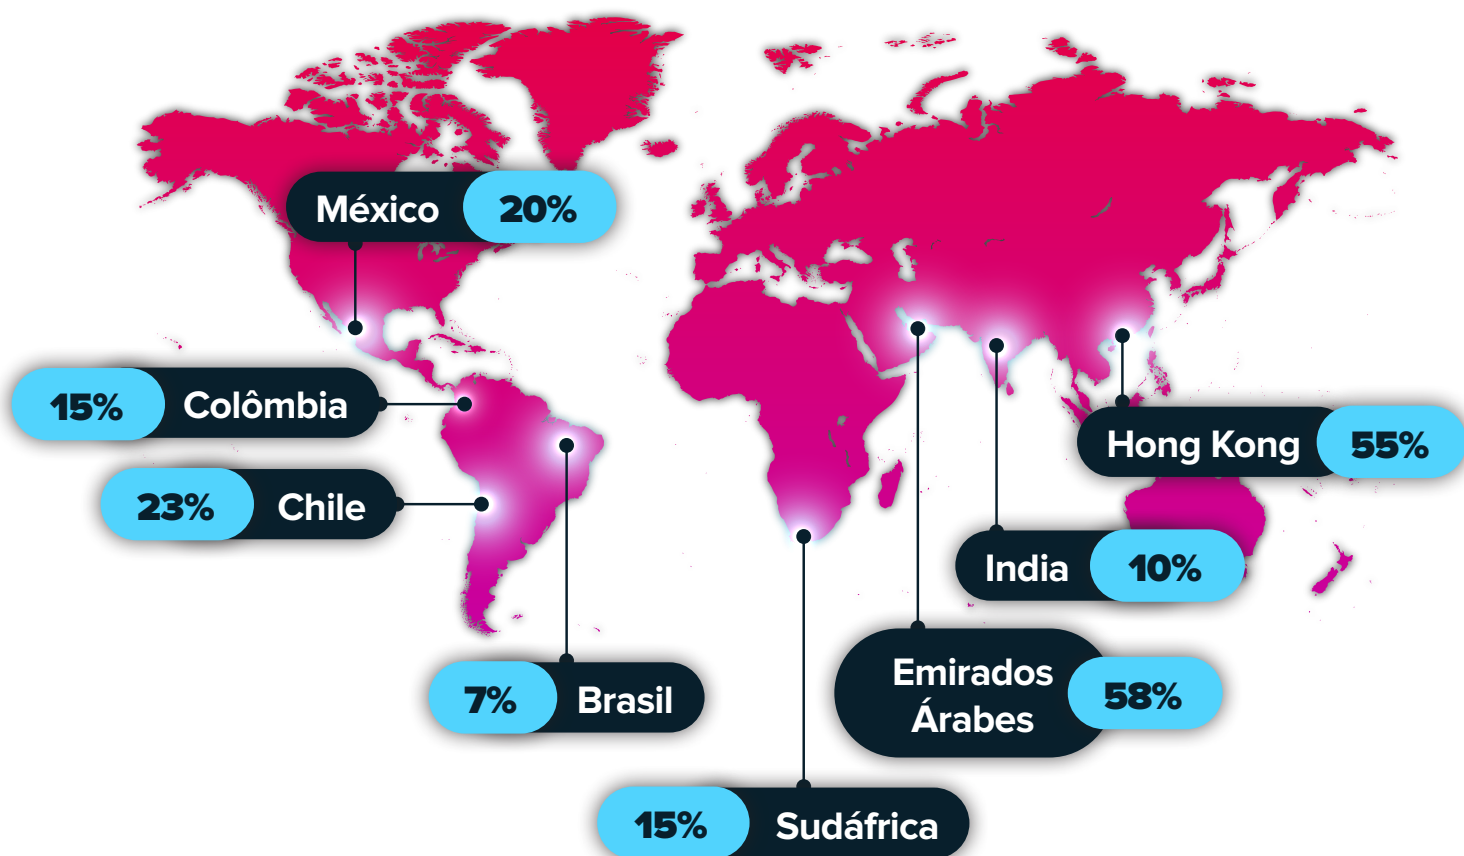 México 20%
15% Colômbia
Hong Kong 55%
23% Chile
India 10%
Emirados
Árabes
58%
7% Brasil
15% Sudáfrica